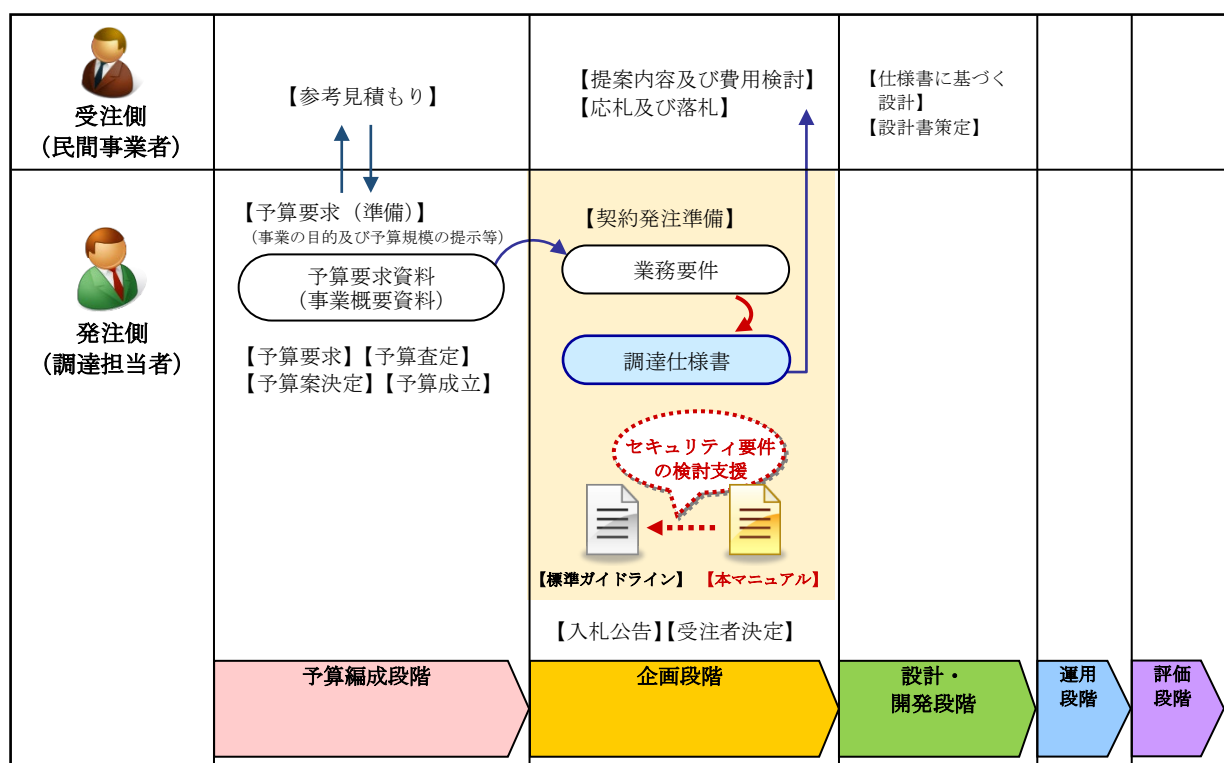 受注側
（民間事業者）
【参考見積もり】
【提案内容及び費用検討】
【応札及び落札】
【仕様書に基づく
設計】
【設計書策定】
発注側
（調達担当者）
【予算要求（準備）】
（事業の目的及び予算規模の提示等）
予算要求資料
（事業概要資料）
【予算要求】【予算査定】
【予算案決定】【予算成立】
【契約発注準備】
業務要件
調達仕様書
セキュリティ要件
の検討支援
【標準ガイドライン】
【本マニュアル】
【入札公告】【受注者決定】
予算編成段階
企画段階
設計・
開発段階
運用
段階
評価
段階